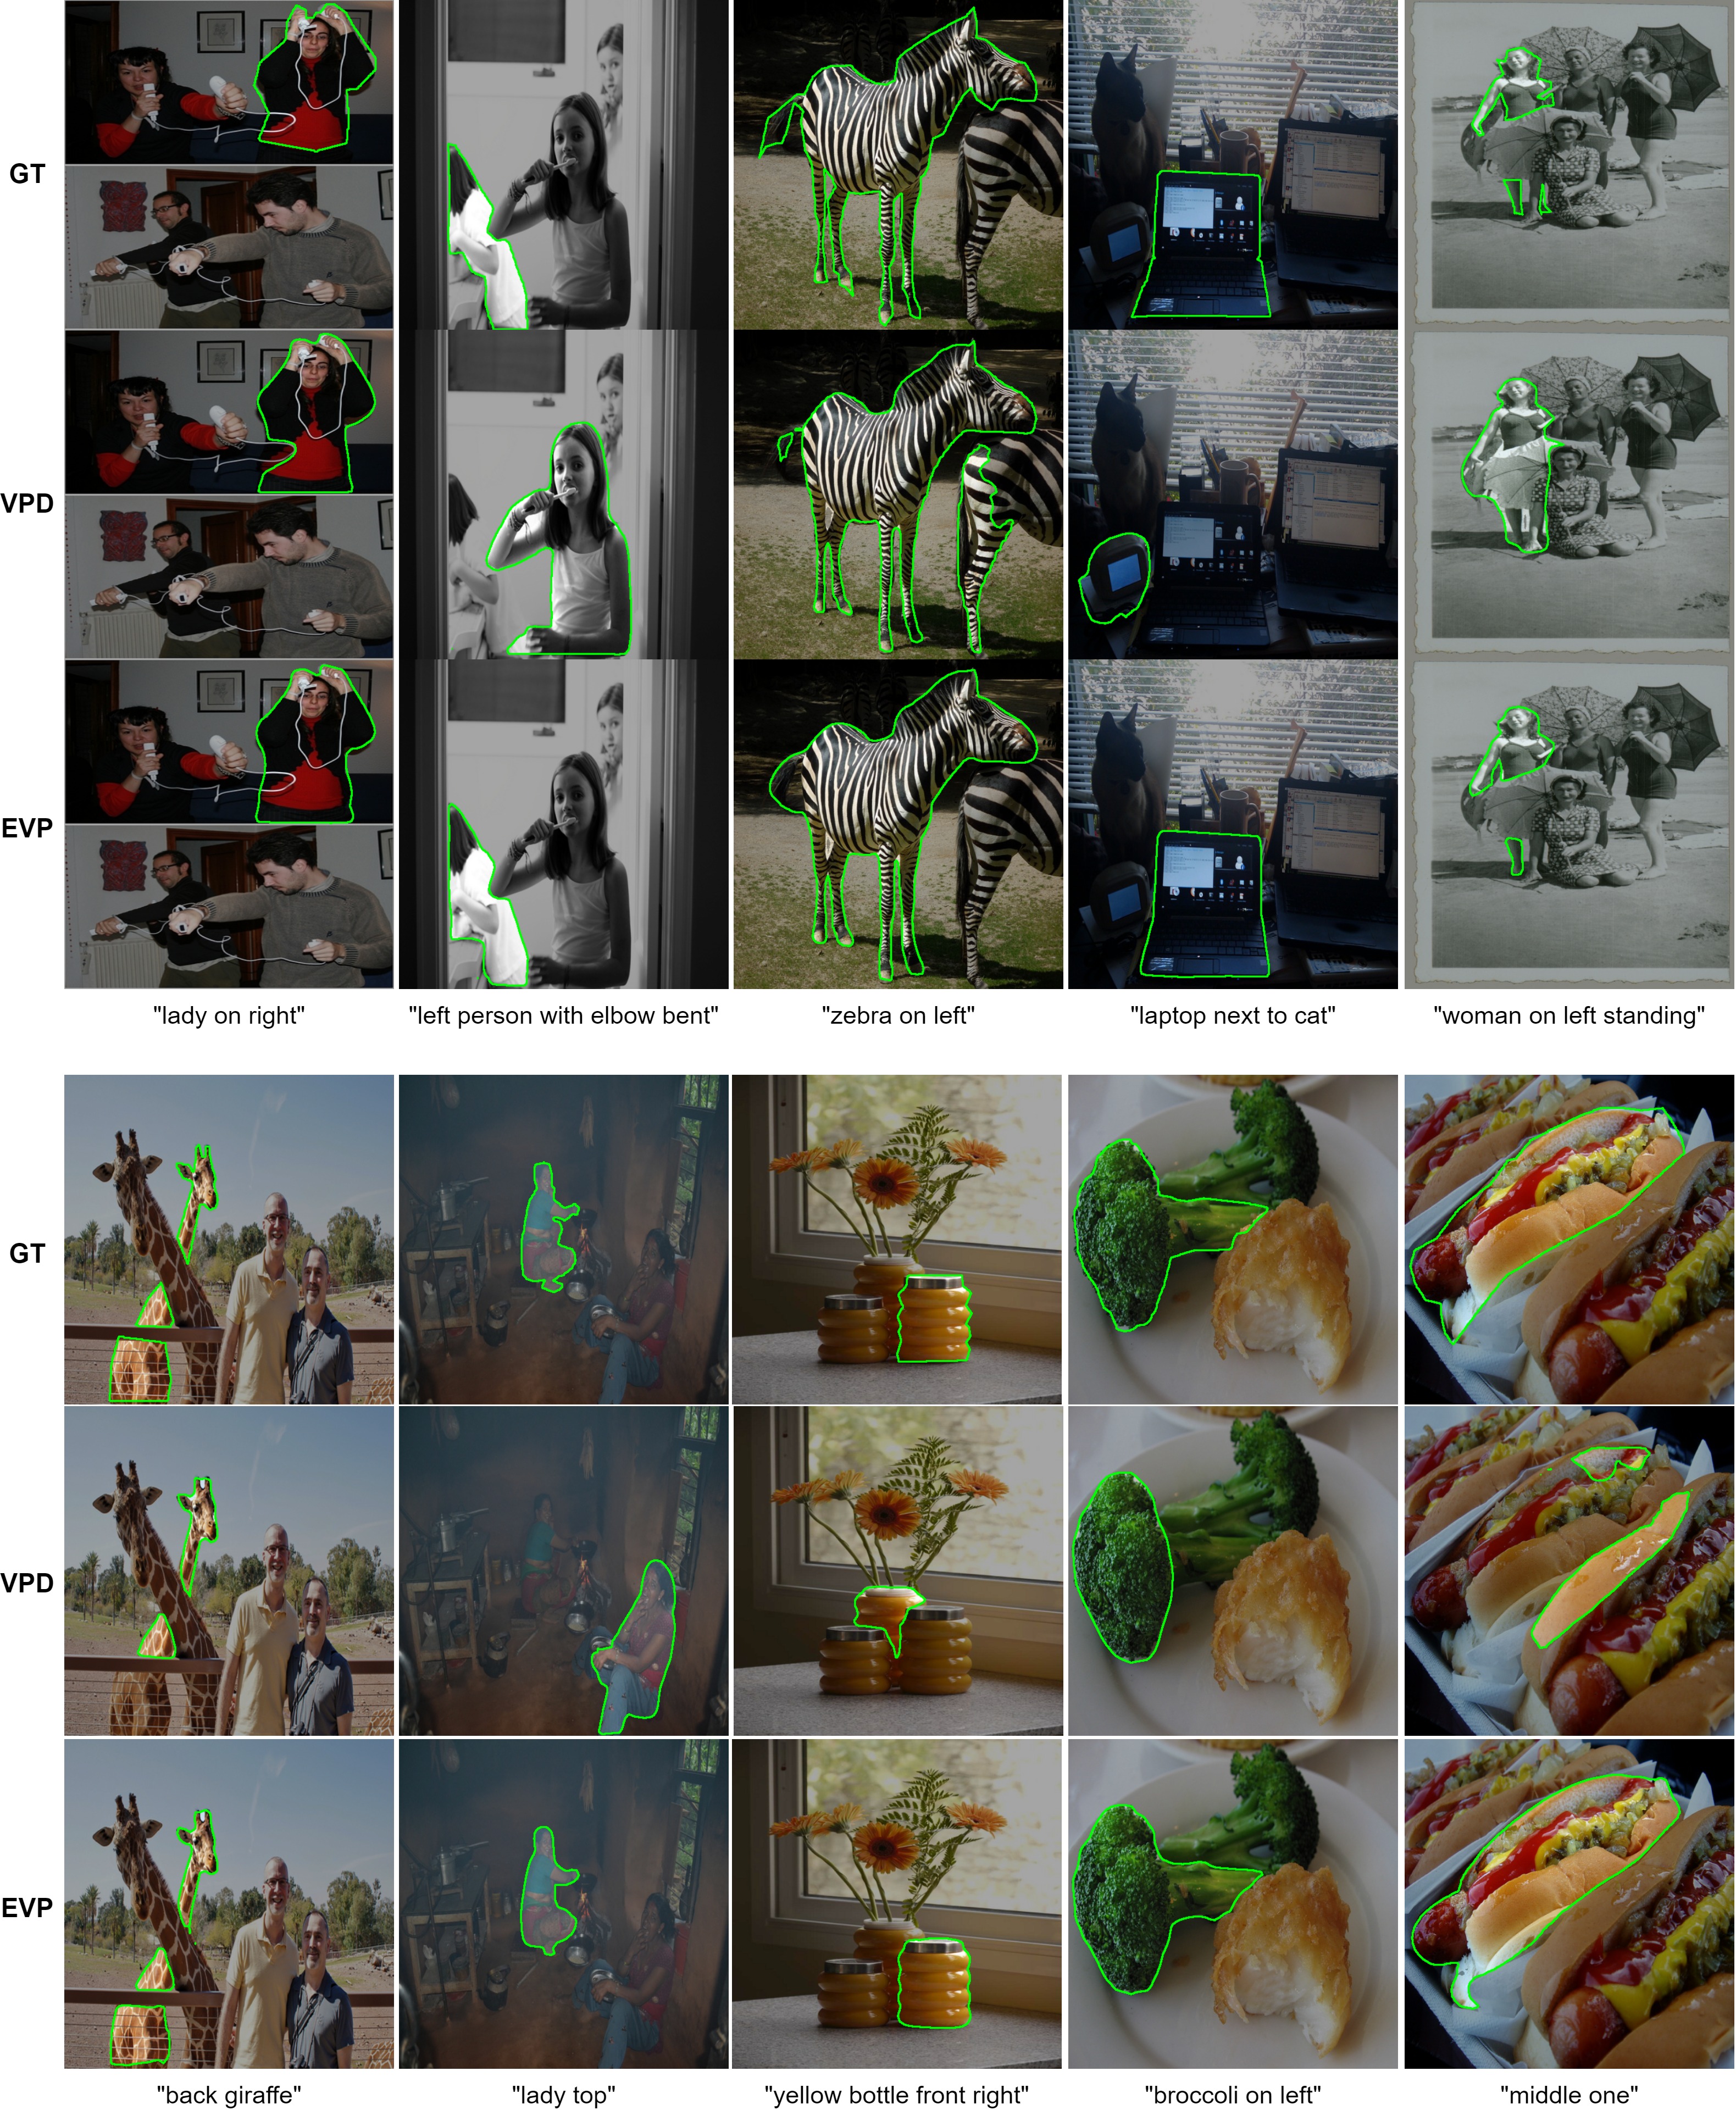 GT
VPD
EVP
"lady on right" "left person with elbow bent" "zebra on left" "laptop next to cat" "woman on left standing"
GT
VPD
EVP
"back giraffe" "lady top" "yellow bottle front right" "broccoli on left" "middle one"